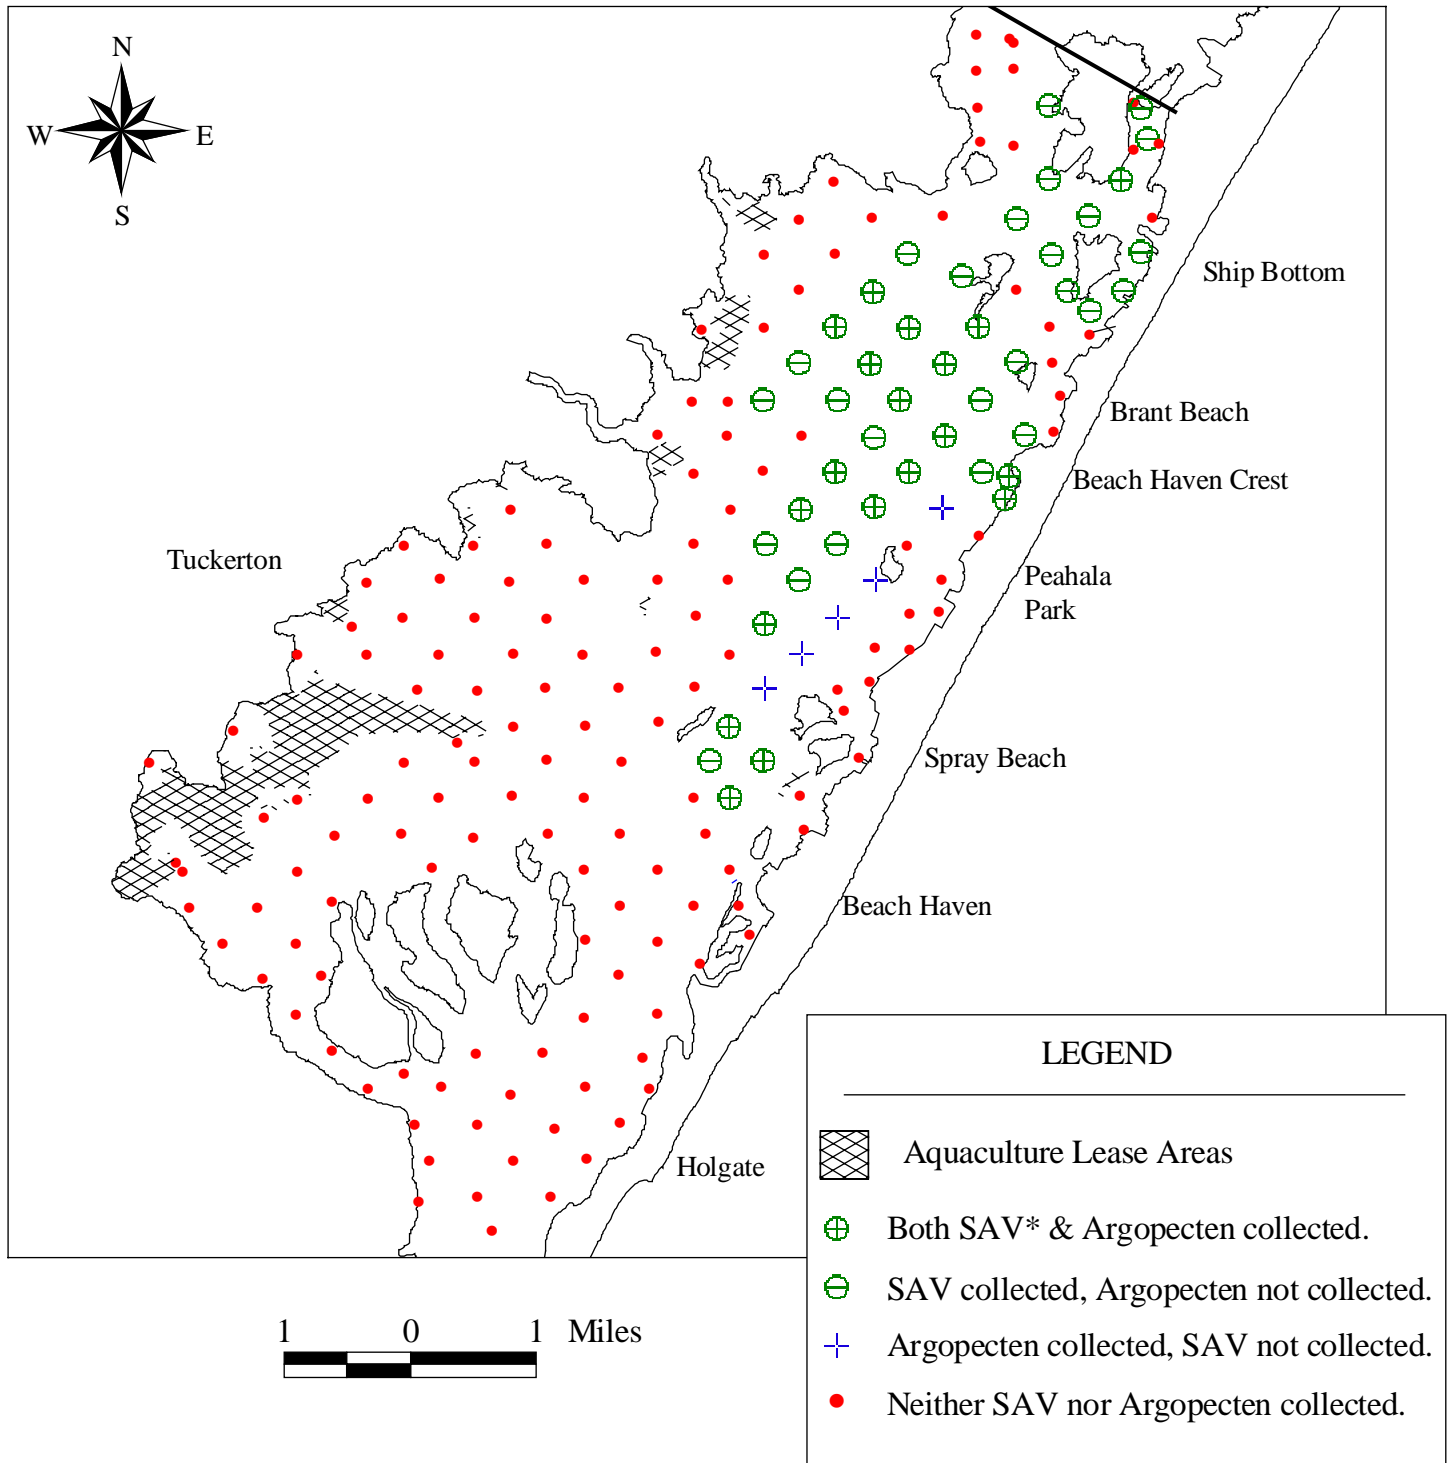 N
W E
S
Ship Bottom
Brant Beach
Beach Haven Crest
Tuckerton
Peahala
Park
Spray Beach
Beach Haven
Holgate
LEGEND
Aquaculture Lease Areas
Both SAV* & Argopecten collected.
SAV collected, Argopecten not collected.
Argopecten collected, SAV not collected.
Neither SAV nor Argopecten collected.
1 0 1 Miles